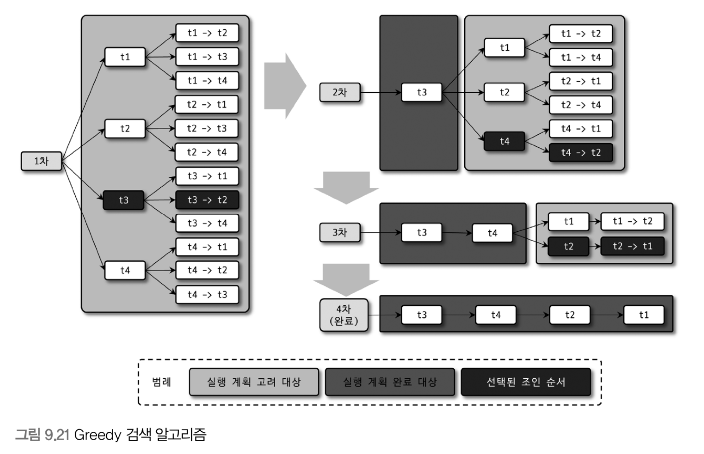 1차
t1
t1 -> t2
t1 -> t3
t1 -> t4
t2
t2 -> t1
t2 -> t3
t2 -> t4
t3
t3 -> t1
t3 -> t2
t3 -> t4
t4
t4 -> t1
t4 -> t2
t4 -> t3
2차
t3
t1
t1 -> t2
t1 -> t4
t2
t2 -> t1
t2 -> t4
t4
t4 -> t1
t4 -> t2
3차
t3
t4
t1
t1 -> t2
t2
t2 -> t1
4차
(완료)
t3
t4
t2
t1
범례
실행 계획 고려 대상
실행 계획 완료 대상
선택된 조인 순서
그림 9.21 Greedy 검색 알고리즘